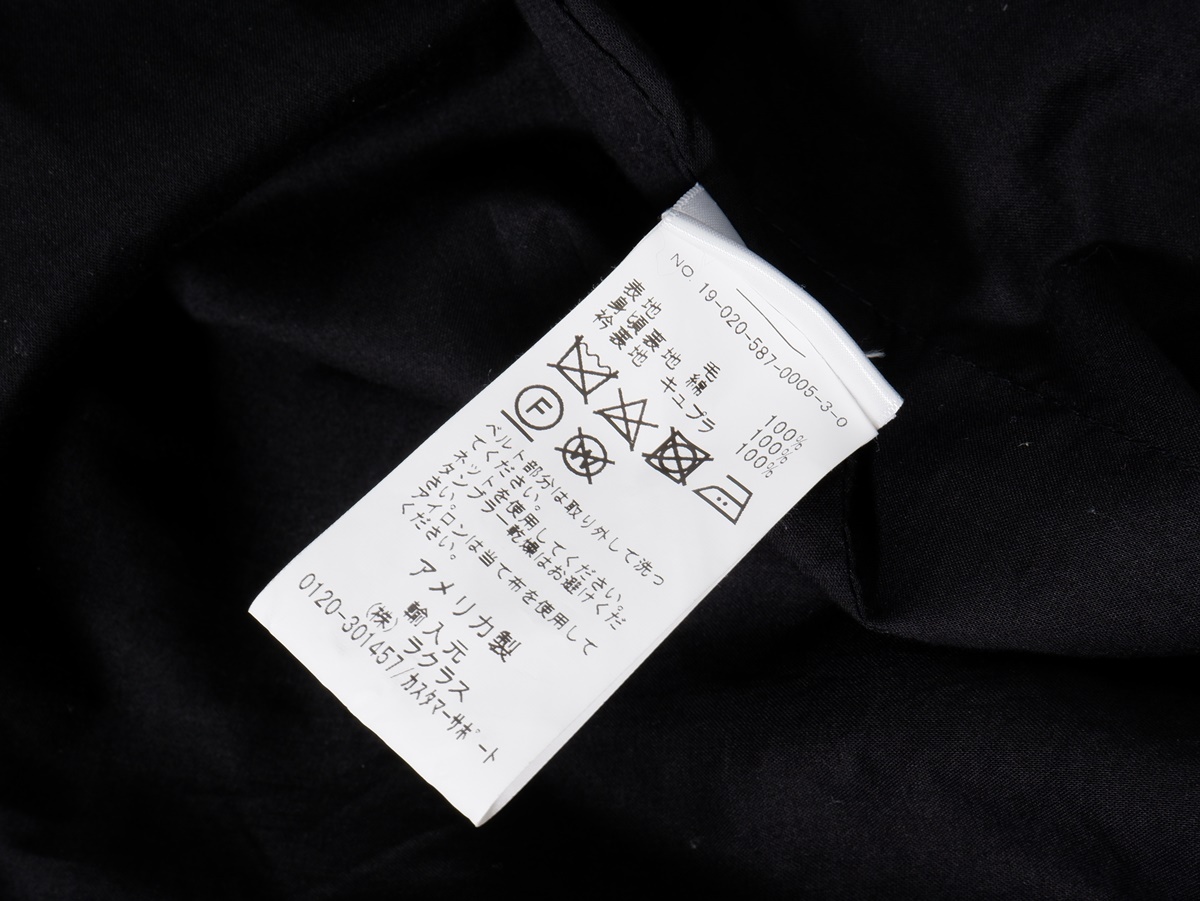 NO. 19-020-587-0005-3-0
表地 毛 100%
身頃裏地 綿 100%
衿裏地 キュプラ 100%
F
W
ベルト部分は取り外して洗っ
てください。
ネットを使用してください。
タンブラー乾燥はお避けくだ
さい。
アイロンは当て布を使用して
ください。
アメリカ製
輸入元
(株) ラクラス
0120-301457/カスタマーサポート